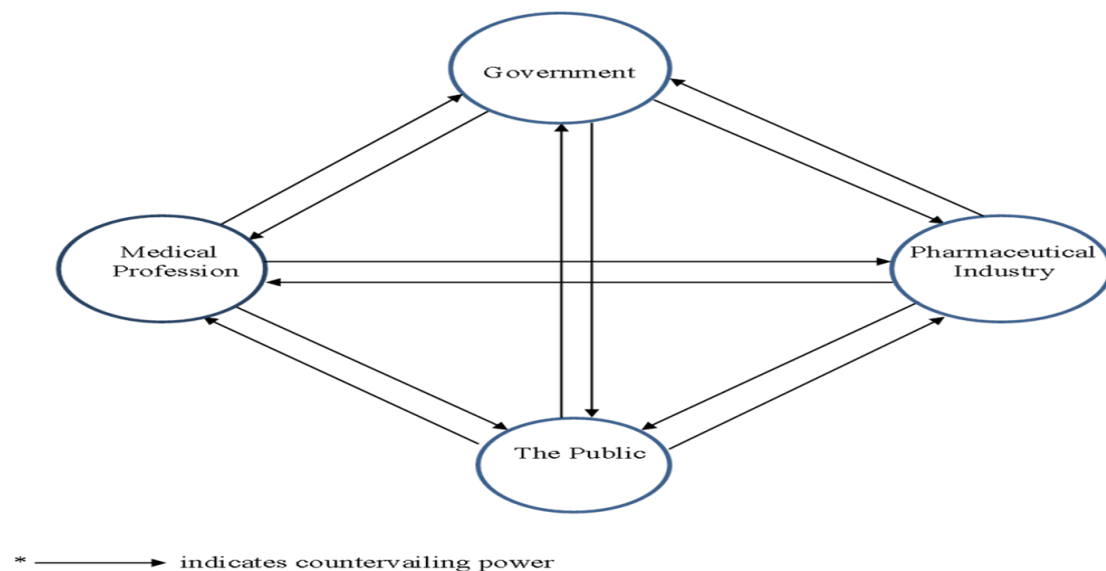 Government
Medical
Profession
Pharmaceutical
Industry
The Public
* indicates countervailing power